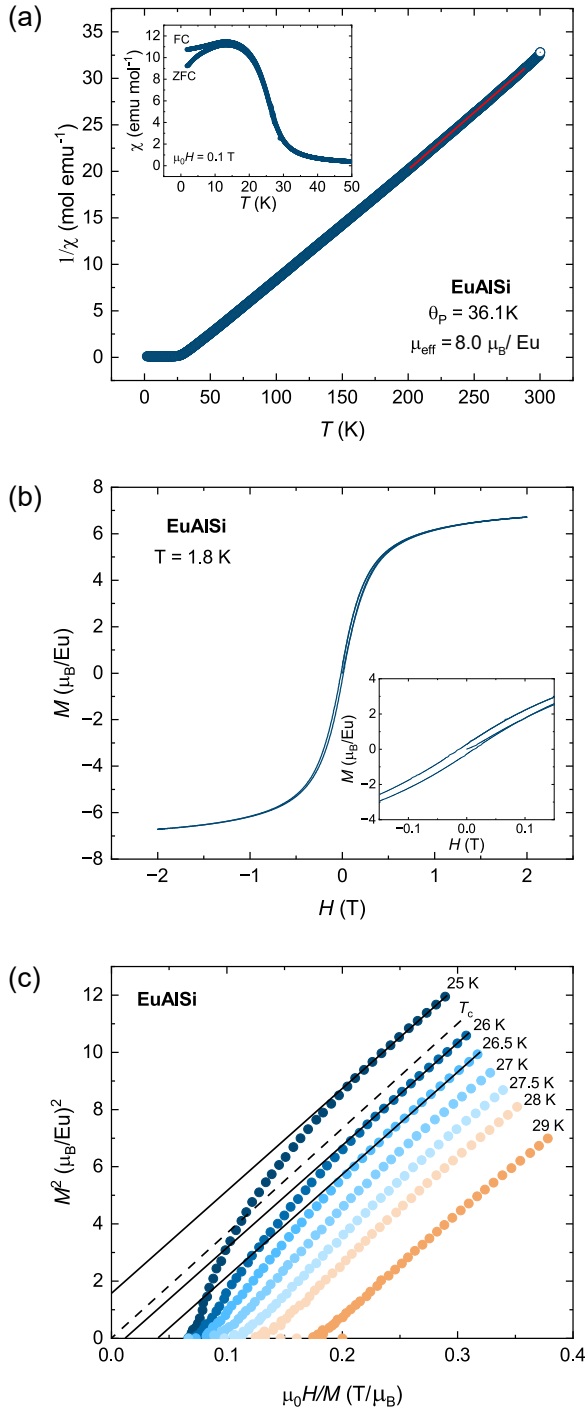 (a)
12
10
8
6
4
2
0
χ (emu mol⁻¹)
FC
ZFC
μ₀H = 0.1 T
0 10 20 30 40 50
T (K)
35
30
25
20
15
10
5
0
1/χ (mol emu⁻¹)
EuAlSi
θP = 36.1K
μeff = 8.0 μB/ Eu
0 50 100 150 200 250 300
T (K)
(b)
8
6
4
2
0
−2
−4
−6
−8
M (μB/Eu)
EuAlSi
T = 1.8 K
4
2
0
−2
−4
M (μB/Eu)
−0.1 0.0 0.1
H (T)
−2 −1 0 1 2
H (T)
(c)
EuAlSi
12
10
8
6
4
2
0
M² (μB/Eu)²
25 K
Tc
26 K
26.5 K
27 K
27.5 K
28 K
29 K
0.0 0.1 0.2 0.3 0.4
μ₀H/M (T/μB)